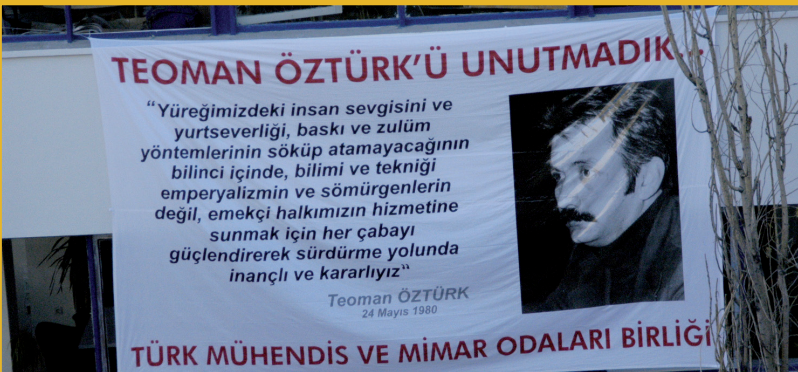 TEOMAN ÖZTÜRK'Ü UNUTMADIK...
“Yüreğimizdeki insan sevgisini ve
yurtseverliği, baskı ve zulüm
yöntemlerinin söküp atamayacağının
bilinci içinde, bilimi ve tekniği
emperyalizmin ve sömürgenlerin
değil, emekçi halkımızın hizmetine
sunmak için her çabayı
güçlendirerek sürdürme yolunda
inançlı ve kararlıyız“
Teoman ÖZTÜRK
24 Mayıs 1980
TÜRK MÜHENDİS VE MİMAR ODALARI BİRLİĞİ